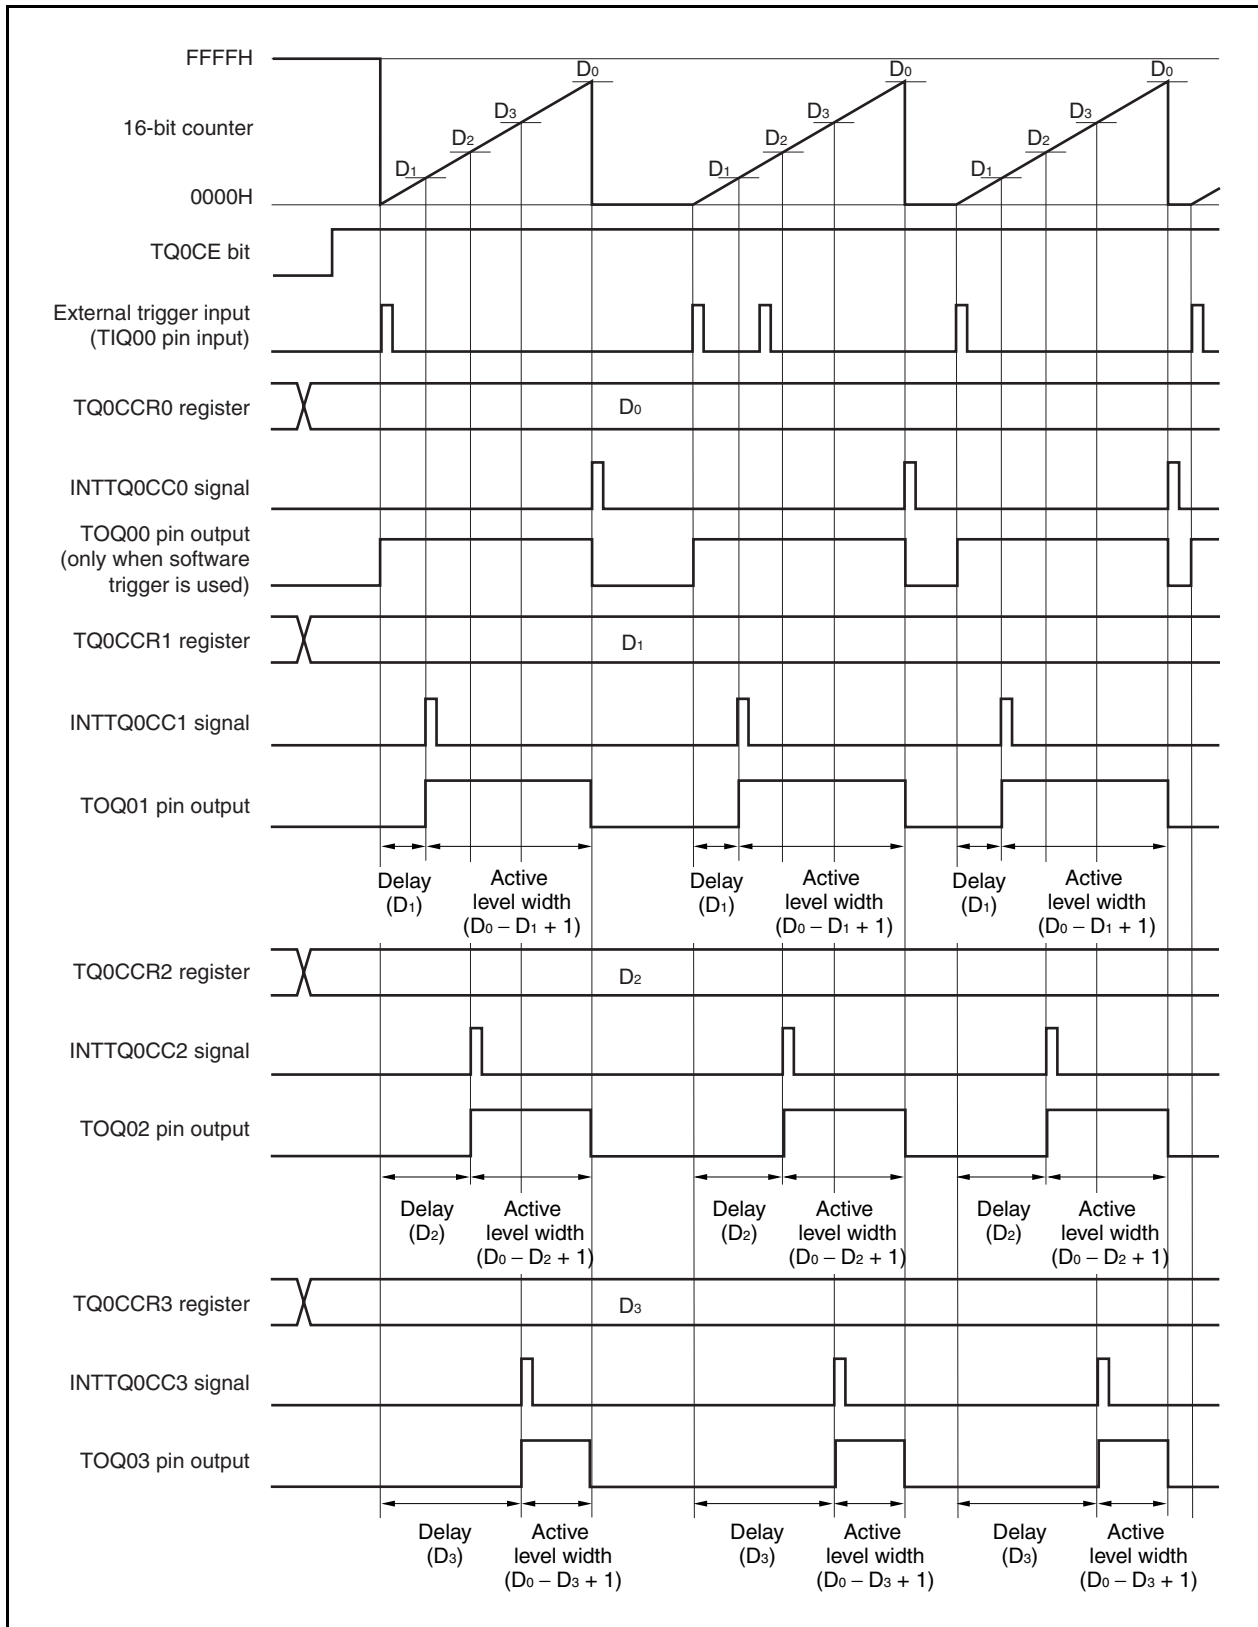 FFFFH
D0 D0 D0
D3 D3 D3
16-bit counter
D2 D2 D2
D1 D1 D1
0000H
TQ0CE bit
External trigger input
(TIQ00 pin input)
TQ0CCR0 register
D0
INTTQ0CC0 signal
TOQ00 pin output
(only when software
trigger is used)
TQ0CCR1 register
D1
INTTQ0CC1 signal
TOQ01 pin output
Delay
(D1)
Active
level width
(D0 – D1 + 1)
Delay
(D1)
Active
level width
(D0 – D1 + 1)
Delay
(D1)
Active
level width
(D0 – D1 + 1)
TQ0CCR2 register
D2
INTTQ0CC2 signal
TOQ02 pin output
Delay
(D2)
Active
level width
(D0 – D2 + 1)
Delay
(D2)
Active
level width
(D0 – D2 + 1)
Delay
(D2)
Active
level width
(D0 – D2 + 1)
TQ0CCR3 register
D3
INTTQ0CC3 signal
TOQ03 pin output
Delay
(D3)
Active
level width
(D0 – D3 + 1)
Delay
(D3)
Active
level width
(D0 – D3 + 1)
Delay
(D3)
Active
level width
(D0 – D3 + 1)